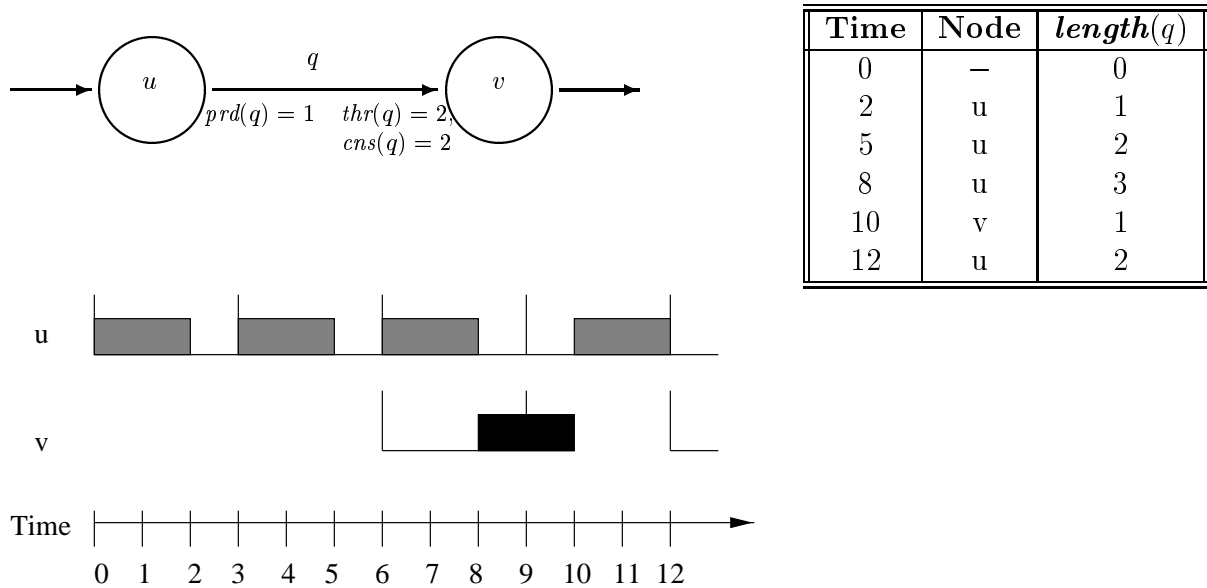 q
u
v
prd(q) = 1
thr(q) = 2,
cns(q) = 2
Time Node length(q)
0 – 0
2 u 1
5 u 2
8 u 3
10 v 1
12 u 2
u
v
Time
0 1 2 3 4 5 6 7 8 9 10 11 12